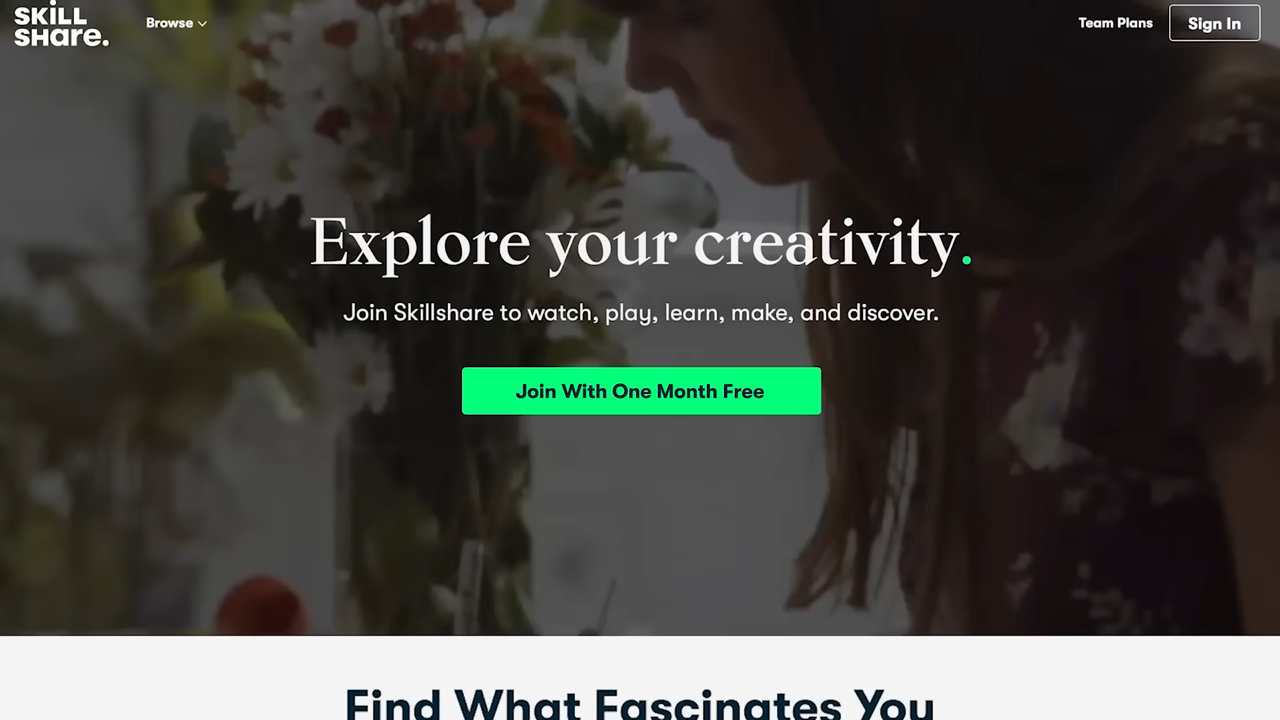 SKiLL
SHare.
Browse
Team Plans
Sign In
Explore your creativity.
Join Skillshare to watch, play, learn, make, and discover.
Join With One Month Free
Find What Fascinates You